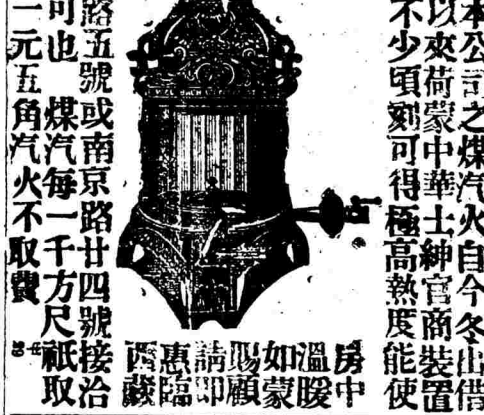 本公司之煤汽火自今冬出借
以來荷蒙中華士紳官商裝置
不少頃刻可得極高熱度能使
房中
溫暖
如蒙
賜顧
請即
惠臨
西藏
路五號或南京路廿四號接洽
可也 煤汽每一千方尺祇取
一元五角汽火不取費